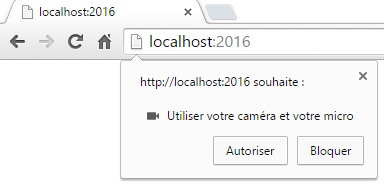 localhost:2016
localhost:2016
http://localhost:2016 souhaite :
Utiliser votre caméra et votre micro
Autoriser
Bloquer